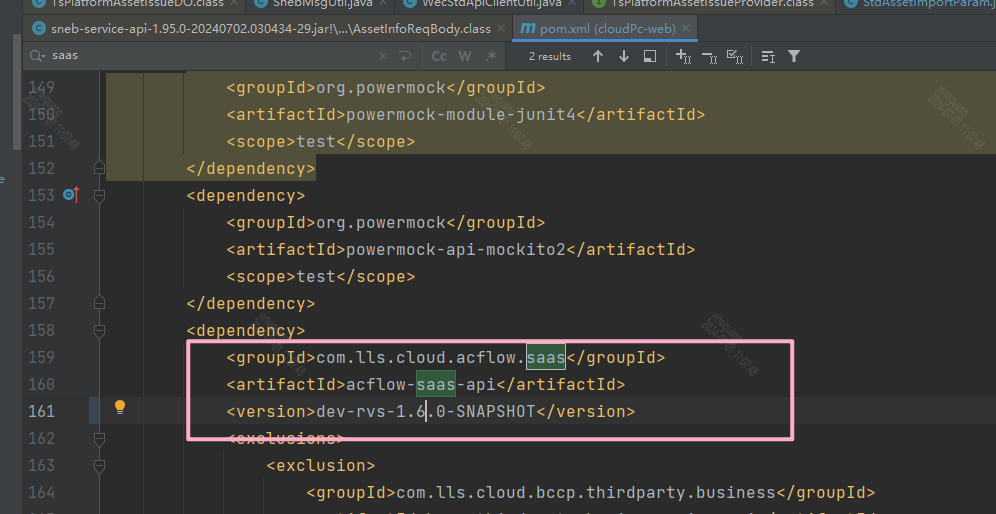 TsPlatformAssetIssueDO.class SnebMsgUtil.java WecStdApiClientUtil.java TsPlatformAssetIssueProvider.class StdAssetImportParam.j
sneb-service-api-1.95.0-20240702.030434-29.jar!\...\AssetInfoReqBody.class pom.xml (cloudPc-web)
saas Cc W .* 2 results
149 <groupId>org.powermock</groupId>
150 <artifactId>powermock-module-junit4</artifactId>
151 <scope>test</scope>
152 </dependency>
153 <dependency>
154 <groupId>org.powermock</groupId>
155 <artifactId>powermock-api-mockito2</artifactId>
156 <scope>test</scope>
157 </dependency>
158 <dependency>
159 <groupId>com.lls.cloud.acflow.saas</groupId>
160 <artifactId>acflow-saas-api</artifactId>
161 <version>dev-rvs-1.6.0-SNAPSHOT</version>
162 <exclusions>
163 <exclusion>
164 <groupId>com.lls.cloud.bccp.thirdparty.business</groupId>